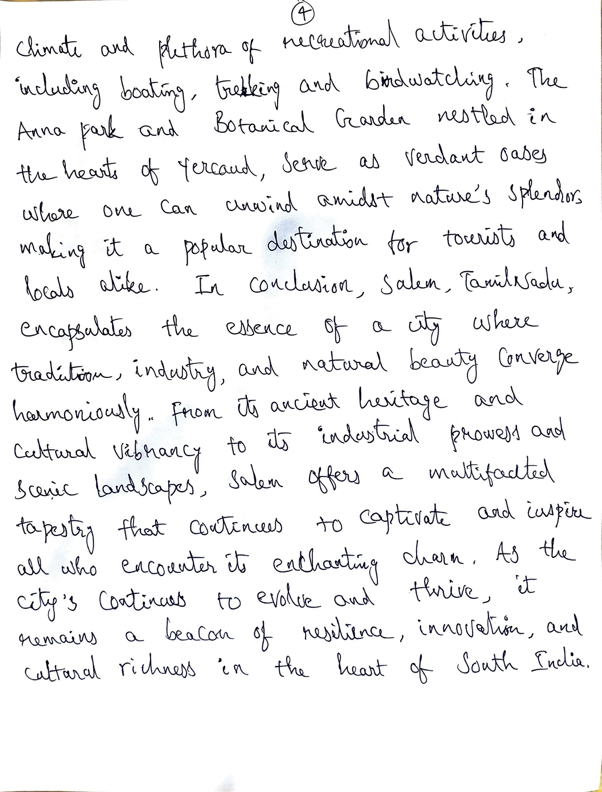 4
climate and plethora of recreational activities,
including boating, trekking and birdwatching. The
Anna park and Botanical Garden nestled in
the hearts of Yercaud, Serve as verdant oases
where one can unwind amidst nature's splendors,
making it a popular destination for tourists and
locals alike. In conclusion, Salem, TamilNadu,
encapsulates the essence of a city where
tradition, industry, and natural beauty Converge
harmoniously. From its ancient heritage and
Cultural Vibrancy to its industrial prowess and
Scenic Landscapes, Salem offers a multifacted
tapestry that continues to captivate and inspire
all who encounter its enchanting charm. As the
city's Continues to evolve and thrive, it
remains a beacon of resilience, innovation, and
cultural richness in the heart of South India.